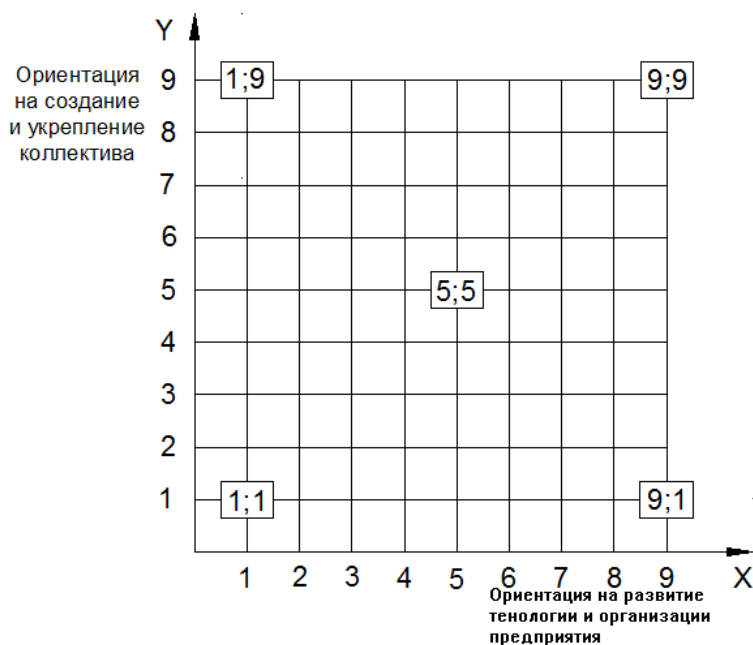 Y
Ориентация
на создание
и укрепление
коллектива
9
8
7
6
5
4
3
2
1
1;9
9;9
5;5
1;1
9;1
1 2 3 4 5 6 7 8 9 X
Ориентация на развитие
тенологии и организации
предприятия